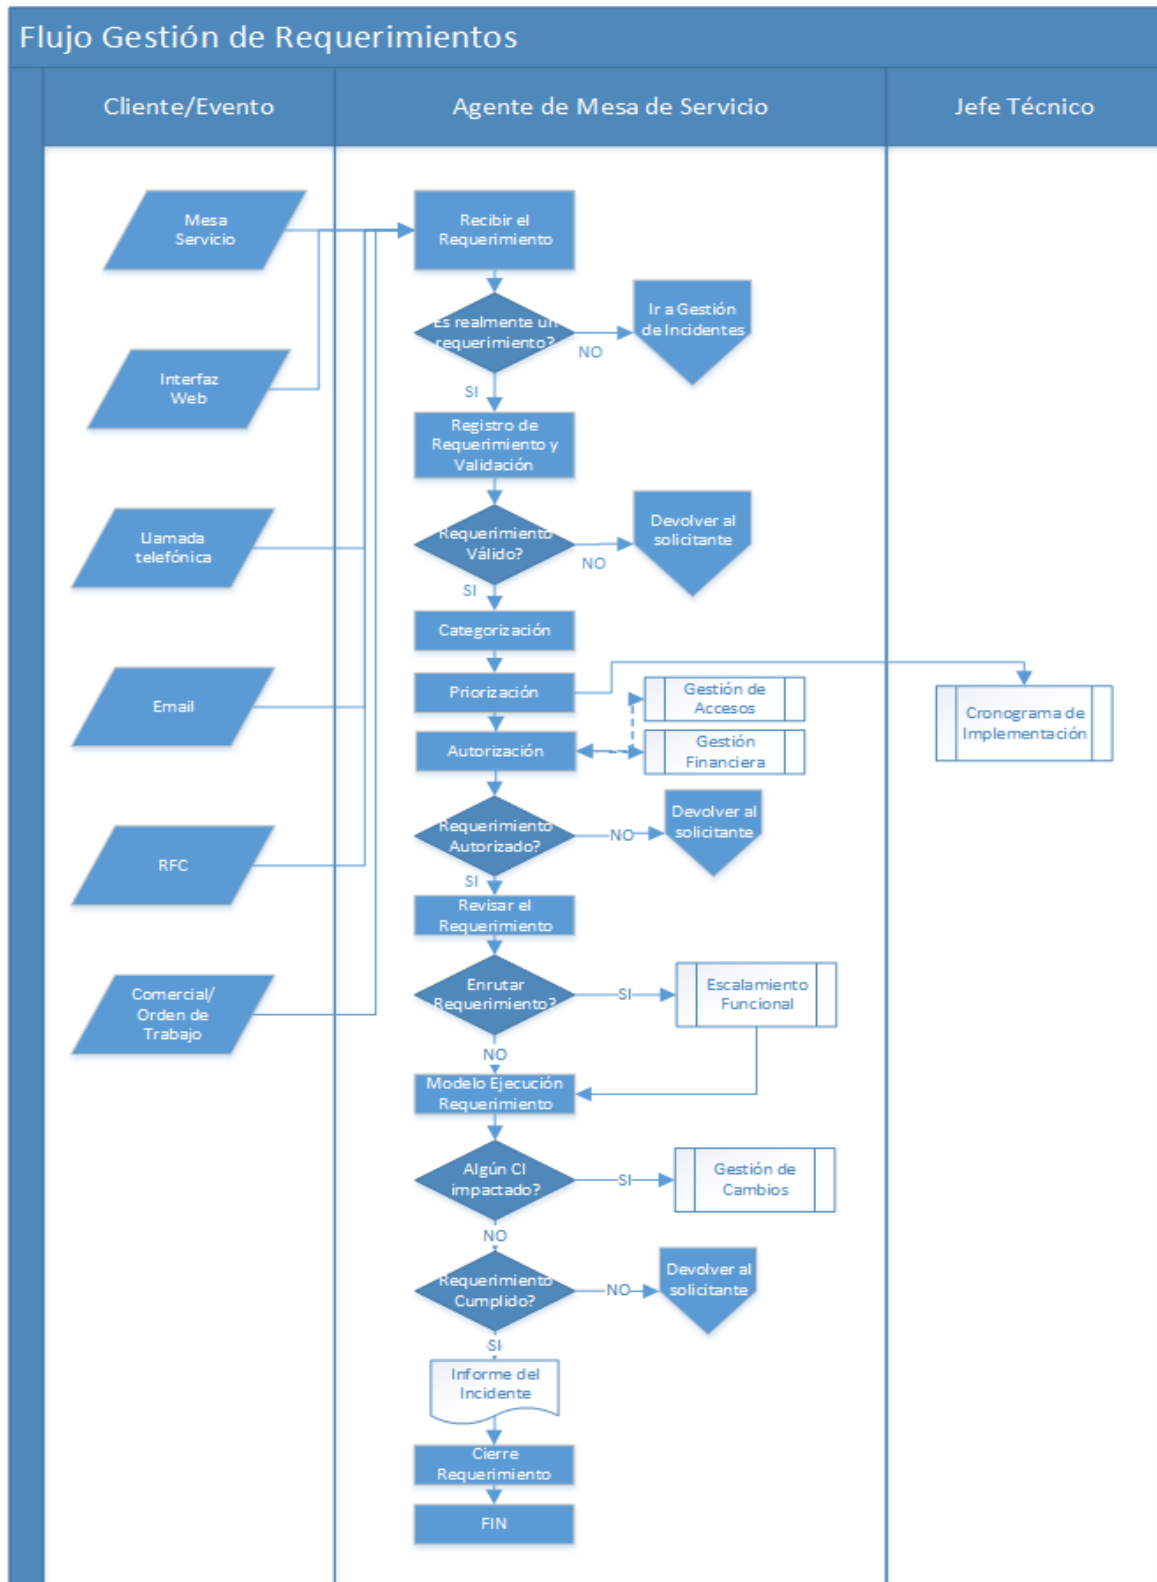 Flujo Gestión de Requerimientos
Cliente/Evento
Agente de Mesa de Servicio
Jefe Técnico
Mesa
Servicio
Recibir el
Requerimiento
Es realmente un
requerimiento?
NO
Ir a Gestión
de Incidentes
Interfaz
Web
SI
Registro de
Requerimiento y
Validación
Llamada
telefónica
Requerimiento
Válido?
NO
Devolver al
solicitante
SI
Categorización
Email
Priorización
Gestión de
Accesos
Cronograma de
Implementación
Autorización
Gestión
Financiera
Requerimiento
Autorizado?
NO
Devolver al
solicitante
RFC
SI
Revisar el
Requerimiento
Comercial/
Orden de
Trabajo
Enrutar
Requerimiento?
SI
Escalamiento
Funcional
NO
Modelo Ejecución
Requerimiento
Algún CI
impactado?
SI
Gestión de
Cambios
NO
Requerimiento
Cumplido?
NO
Devolver al
solicitante
SI
Informe del
Incidente
Cierre
Requerimiento
FIN